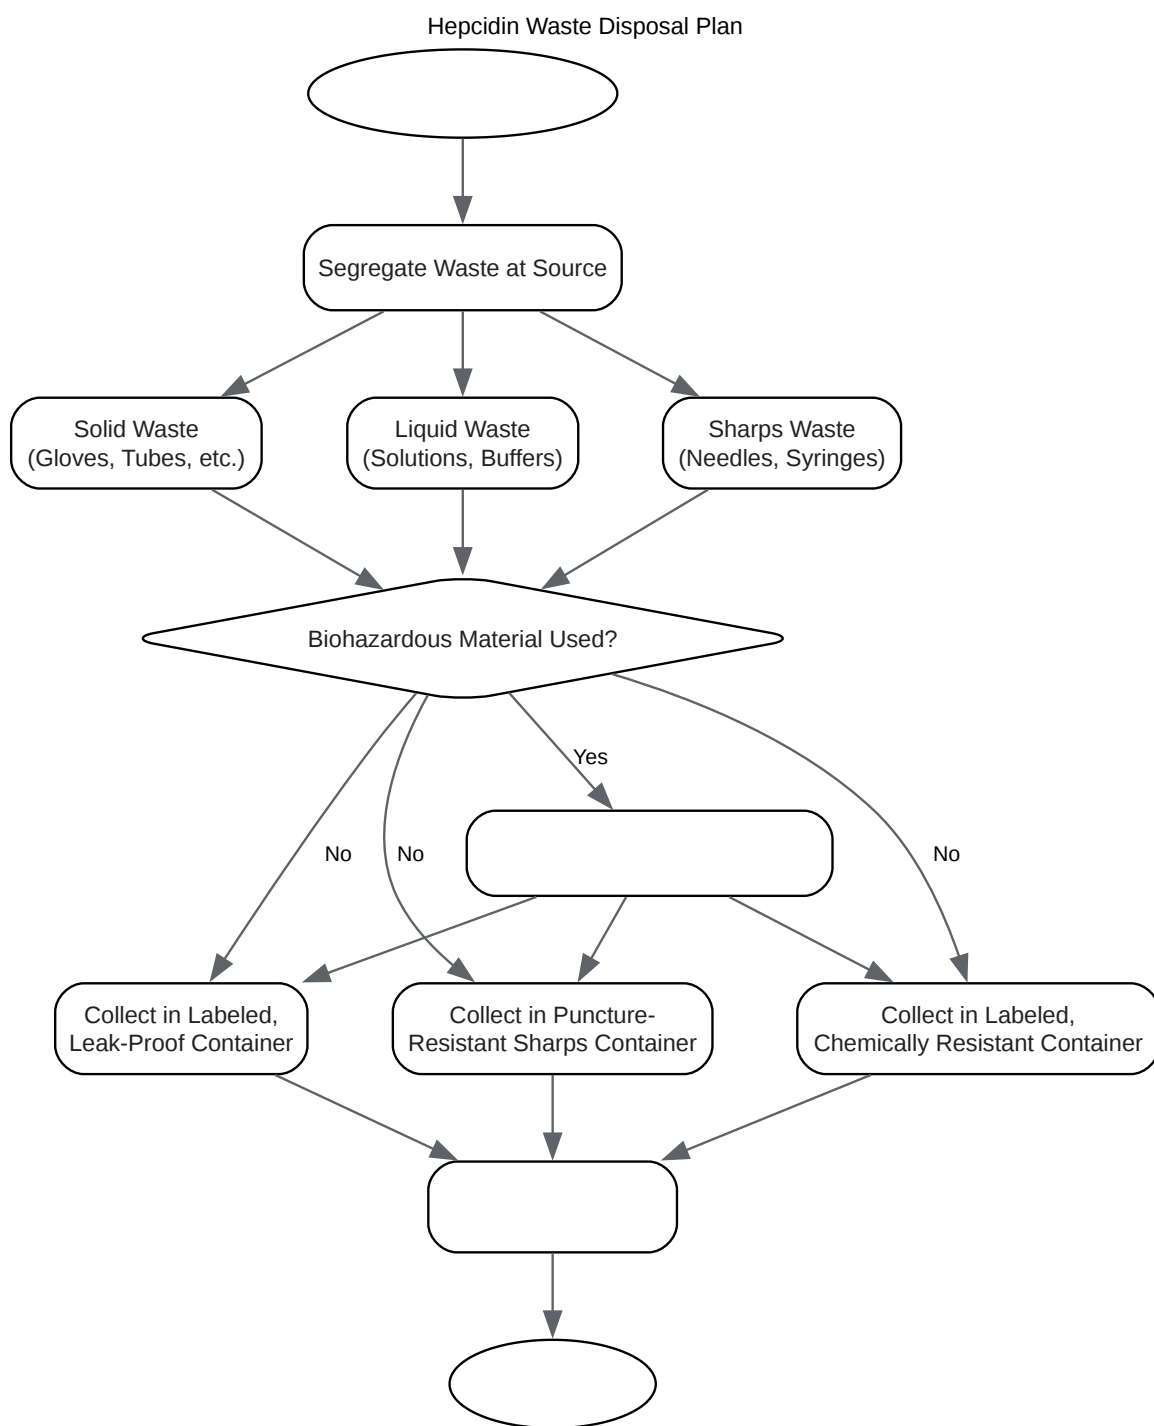 Hepcidin Waste Disposal Plan
Segregate Waste at Source
Solid Waste
(Gloves, Tubes, etc.)
Liquid Waste
(Solutions, Buffers)
Sharps Waste
(Needles, Syringes)
Biohazardous Material Used?
Yes
No
No
No
Collect in Labeled,
Leak-Proof Container
Collect in Puncture-
Resistant Sharps Container
Collect in Labeled,
Chemically Resistant Container